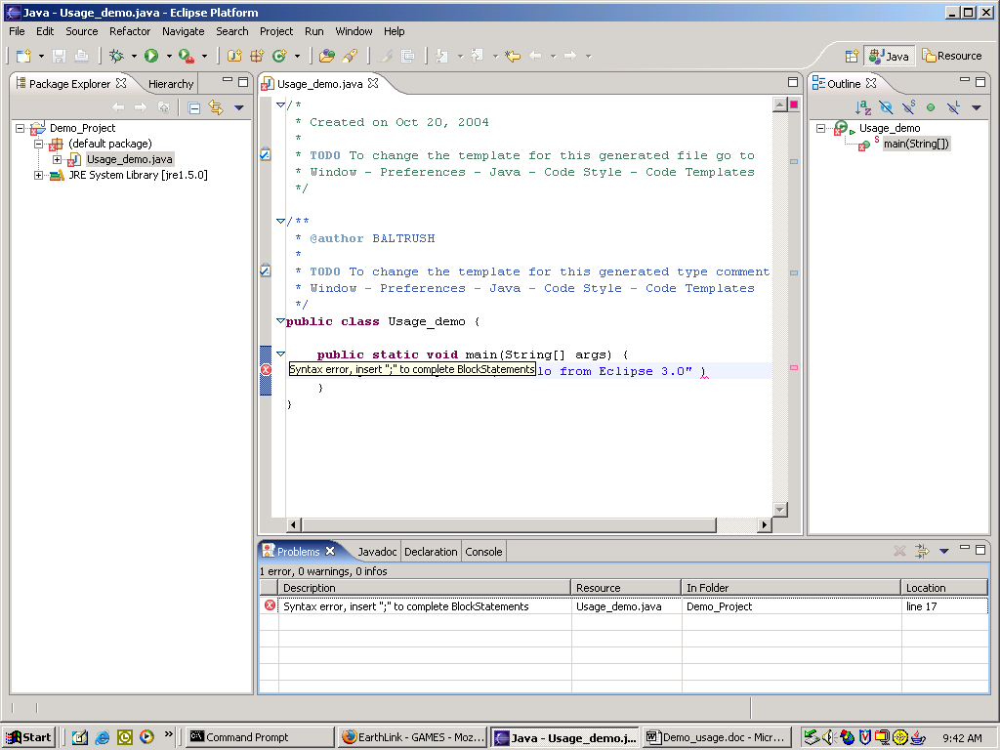 Java - Usage_demo.java - Eclipse Platform
File Edit Source Refactor Navigate Search Project Run Window Help
Java Resource
Package Explorer Hierarchy
Demo_Project
(default package)
Usage_demo.java
JRE System Library [jre1.5.0]
Usage_demo.java
/*
* Created on Oct 20, 2004
*
* TODO To change the template for this generated file go to
* Window - Preferences - Java - Code Style - Code Templates
*/
/**
* @author BALTRUSH
*
* TODO To change the template for this generated type comment
* Window - Preferences - Java - Code Style - Code Templates
*/
public class Usage_demo {
public static void main(String[] args) {
Syntax error, insert ";" to complete BlockStatements
lo from Eclipse 3.0" )
}
}
Outline
Usage_demo
main(String[])
Problems Javadoc Declaration Console
1 error, 0 warnings, 0 infos
Description Resource In Folder Location
Syntax error, insert ";" to complete BlockStatements Usage_demo.java Demo_Project line 17
Start Command Prompt EarthLink - GAMES - Moz... Java - Usage_demo.j... Demo_usage.doc - Micr... 9:42 AM